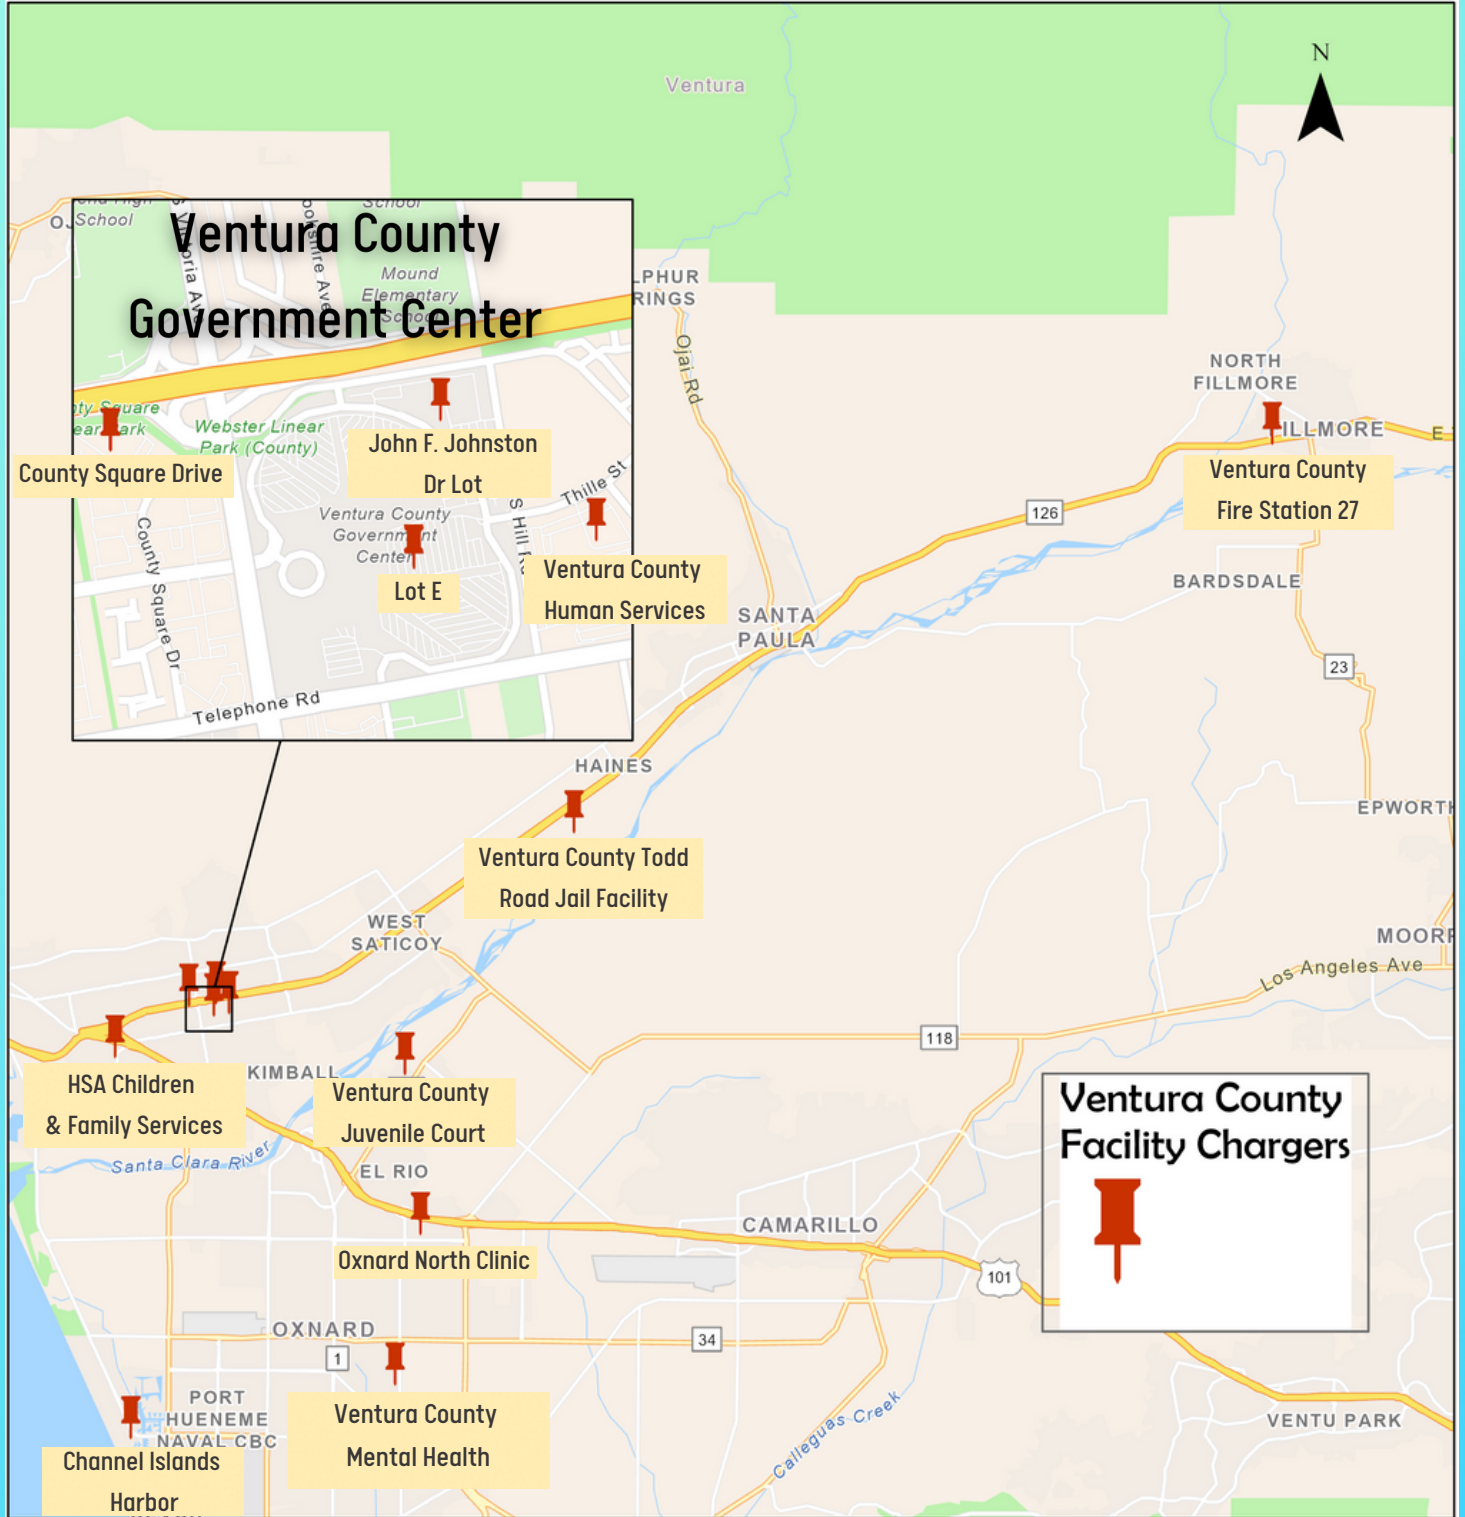 Ventura
N
School
School
Ventura County
Government Center
Mound
Elementary
School
Webster Linear
Park (County)
County Square Drive
John F. Johnston
Dr Lot
Thille St
Ventura County
Government
Center
Lot E
Ventura County
Human Services
County Square Dr
Telephone Rd
LPHUR
RINGS
Ojai Rd
NORTH
FILLMORE
ILLMORE
Ventura County
Fire Station 27
126
BARDSDALE
SANTA
PAULA
23
HAINES
EPWORTH
Ventura County Todd
Road Jail Facility
WEST
SATICOY
MOORP
Los Angeles Ave
118
KIMBALL
HSA Children
& Family Services
Ventura County
Juvenile Court
Santa Clara River
EL RIO
Oxnard North Clinic
CAMARILLO
101
Ventura County
Facility Chargers
OXNARD
1
34
PORT
HUENEME
NAVAL CBC
Ventura County
Mental Health
Calleguas Creek
VENTU PARK
Channel Islands
Harbor